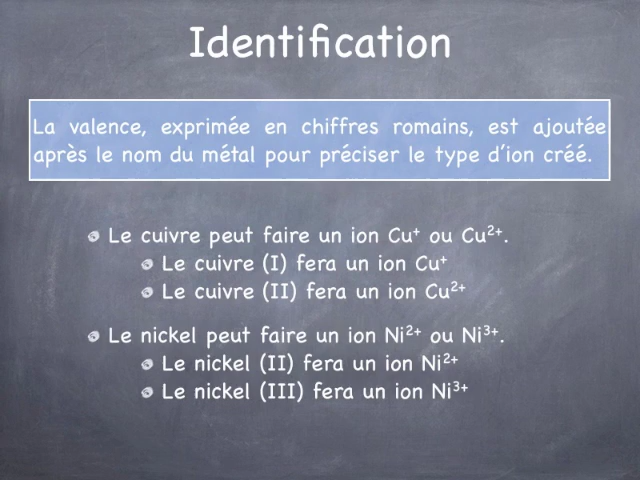 Identification
La valence, exprimée en chiffres romains, est ajoutée
après le nom du métal pour préciser le type d'ion créé.
Le cuivre peut faire un ion Cu⁺ ou Cu²⁺.
Le cuivre (I) fera un ion Cu⁺
Le cuivre (II) fera un ion Cu²⁺
Le nickel peut faire un ion Ni²⁺ ou Ni³⁺.
Le nickel (II) fera un ion Ni²⁺
Le nickel (III) fera un ion Ni³⁺